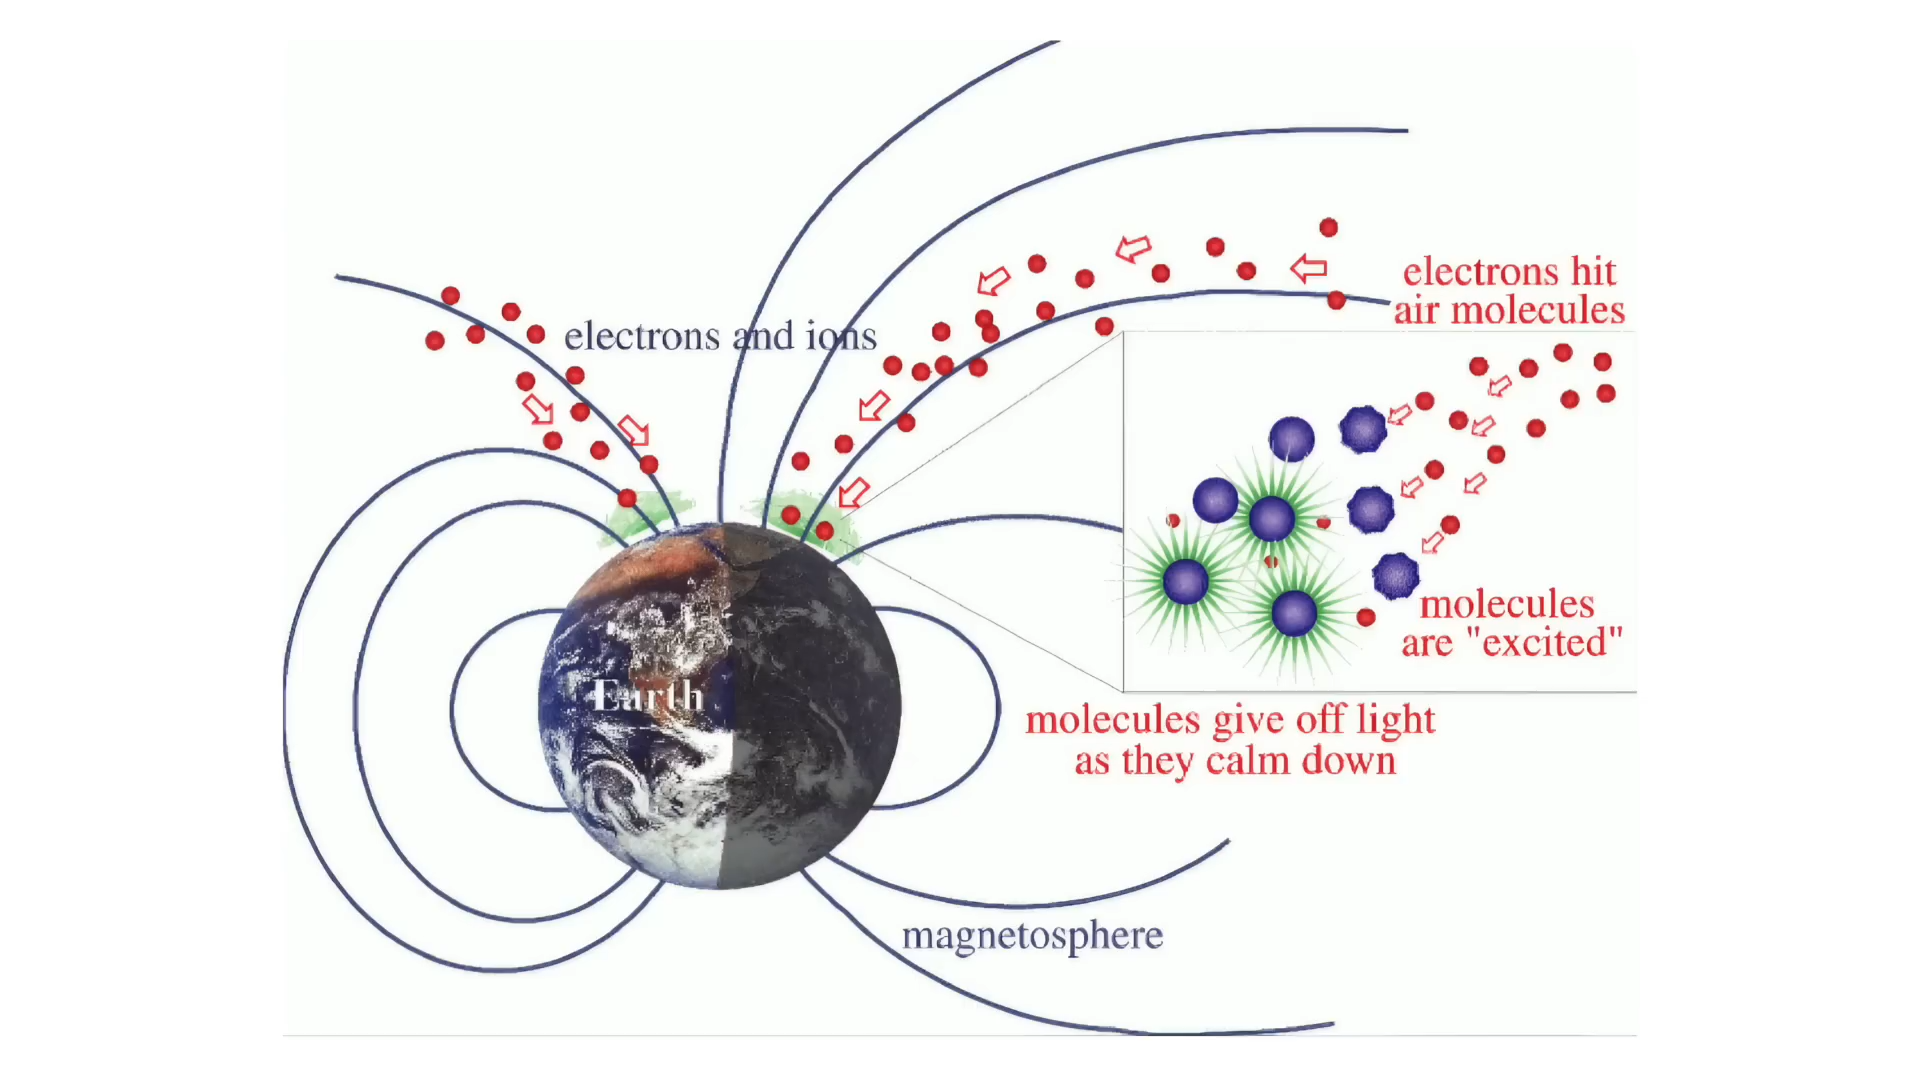 electrons hit
air molecules
electrons and ions
molecules
are "excited"
Earth
molecules give off light
as they calm down
magnetosphere